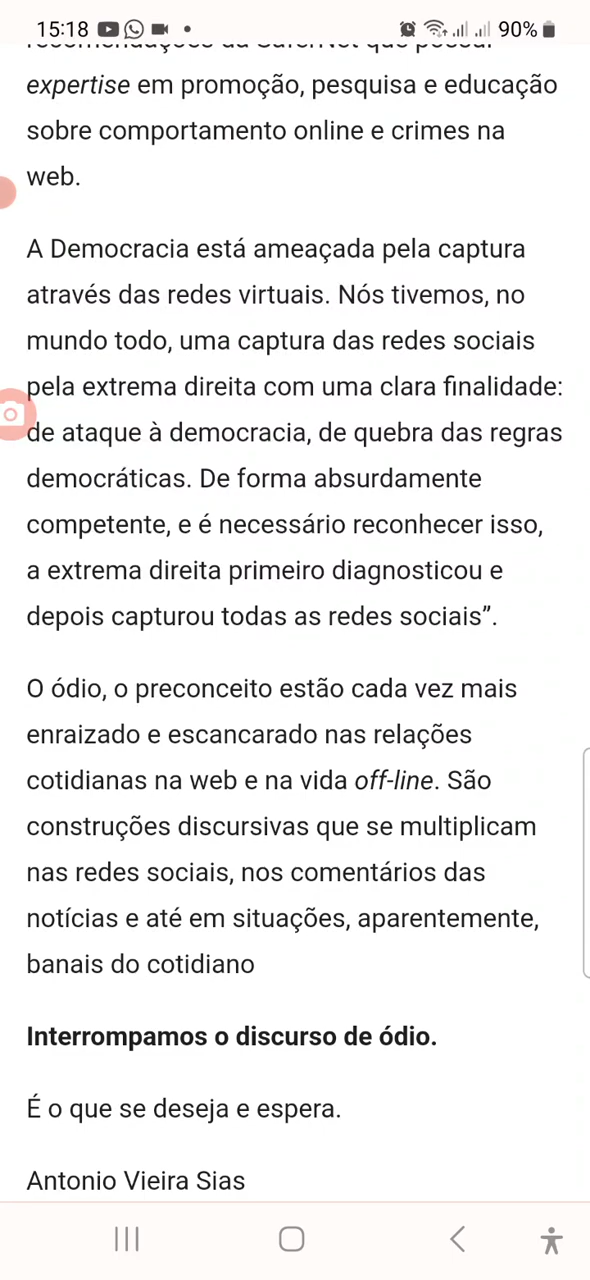 15:18
90%
expertise em promoção, pesquisa e educação
sobre comportamento online e crimes na
web.
A Democracia está ameaçada pela captura
através das redes virtuais. Nós tivemos, no
mundo todo, uma captura das redes sociais
pela extrema direita com uma clara finalidade:
de ataque à democracia, de quebra das regras
democráticas. De forma absurdamente
competente, e é necessário reconhecer isso,
a extrema direita primeiro diagnosticou e
depois capturou todas as redes sociais”.
O ódio, o preconceito estão cada vez mais
enraizado e escancarado nas relações
cotidianas na web e na vida off-line. São
construções discursivas que se multiplicam
nas redes sociais, nos comentários das
notícias e até em situações, aparentemente,
banais do cotidiano
Interrompamos o discurso de ódio.
É o que se deseja e espera.
Antonio Vieira Sias